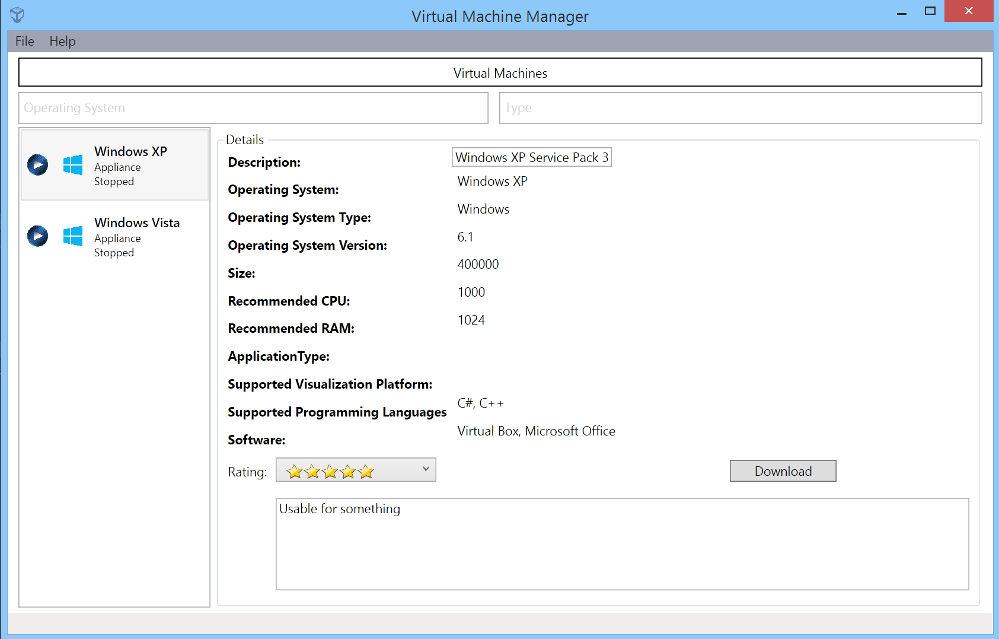 Virtual Machine Manager
File Help
Virtual Machines
Operating System
Type
Windows XP
Appliance
Stopped
Windows Vista
Appliance
Stopped
Details
Description: Windows XP Service Pack 3
Operating System: Windows XP
Operating System Type: Windows
Operating System Version: 6.1
Size: 400000
Recommended CPU: 1000
Recommended RAM: 1024
ApplicationType:
Supported Visualization Platform:
Supported Programming Languages C#, C++
Software: Virtual Box, Microsoft Office
Rating:
Download
Usable for something